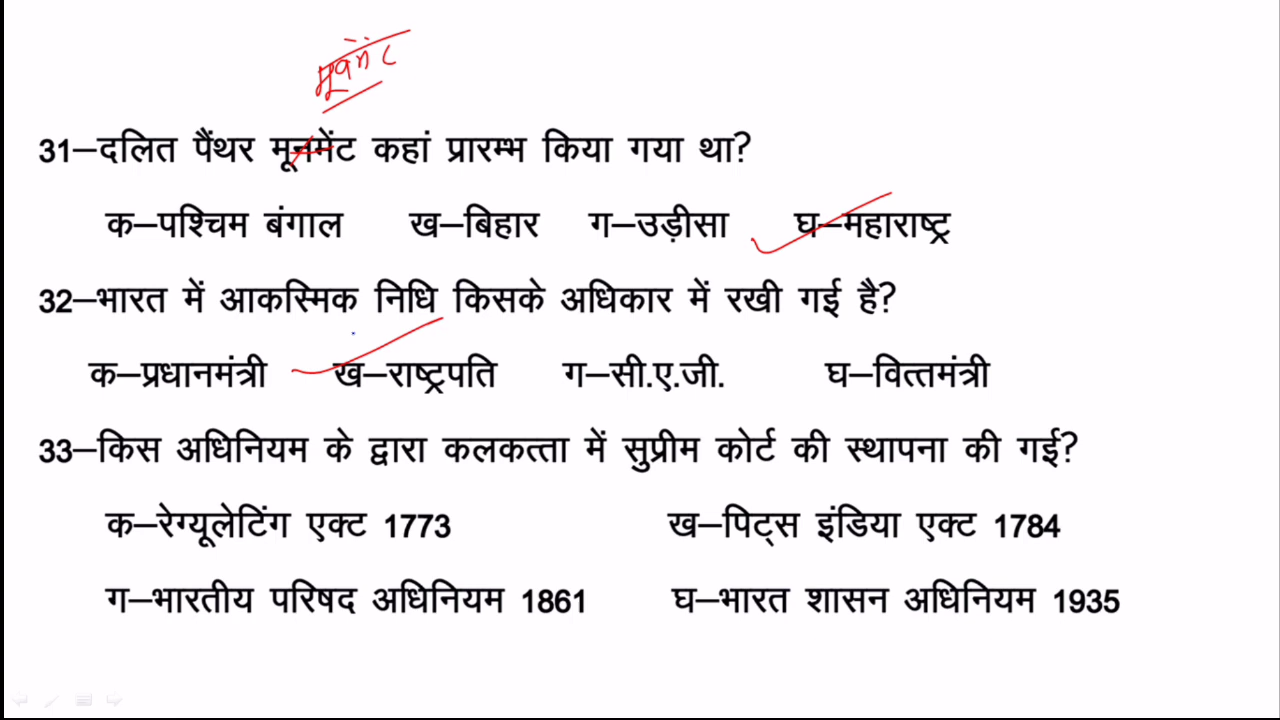 31–दलित पैंथर मूनमेंट कहां प्रारम्भ किया गया था?
क–पश्चिम बंगाल ख–बिहार ग–उड़ीसा घ–महाराष्ट्र
32–भारत में आकस्मिक निधि किसके अधिकार में रखी गई है?
क–प्रधानमंत्री ख–राष्ट्रपति ग–सी.ए.जी. घ–वित्तमंत्री
33–किस अधिनियम के द्वारा कलकत्ता में सुप्रीम कोर्ट की स्थापना की गई?
क–रेग्यूलेटिंग एक्ट 1773 ख–पिट्स इंडिया एक्ट 1784
ग–भारतीय परिषद अधिनियम 1861 घ–भारत शासन अधिनियम 1935